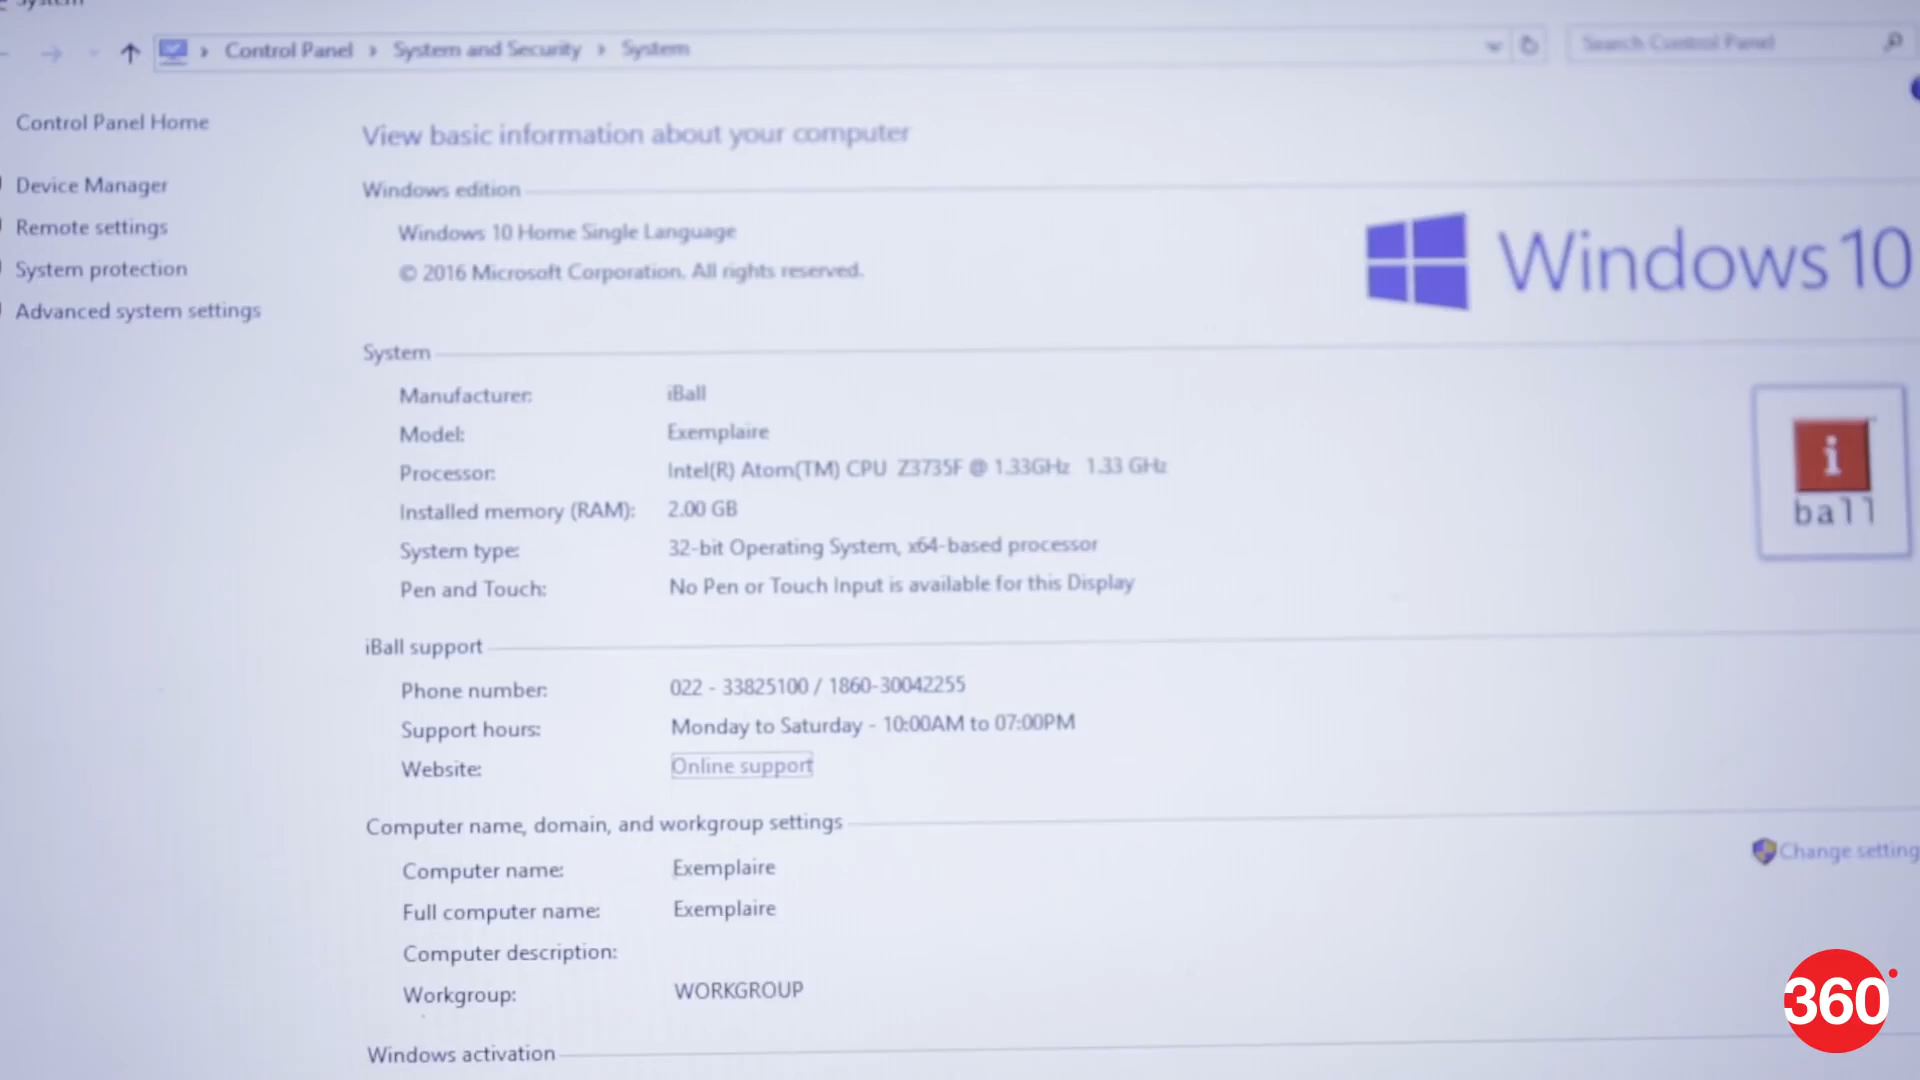 System
Control Panel > System and Security > System
Search Control Panel
Control Panel Home
Device Manager
Remote settings
System protection
Advanced system settings
View basic information about your computer
Windows edition
Windows 10 Home Single Language
© 2016 Microsoft Corporation. All rights reserved.
Windows 10
System
Manufacturer: iBall
Model: Exemplaire
Processor: Intel(R) Atom(TM) CPU Z3735F @ 1.33GHz 1.33 GHz
Installed memory (RAM): 2.00 GB
System type: 32-bit Operating System, x64-based processor
Pen and Touch: No Pen or Touch Input is available for this Display
i
ball
iBall support
Phone number: 022 - 33825100 / 1860-30042255
Support hours: Monday to Saturday - 10:00AM to 07:00PM
Website: Online support
Computer name, domain, and workgroup settings
Computer name: Exemplaire
Change setting
Full computer name: Exemplaire
Computer description:
Workgroup: WORKGROUP
Windows activation
360°